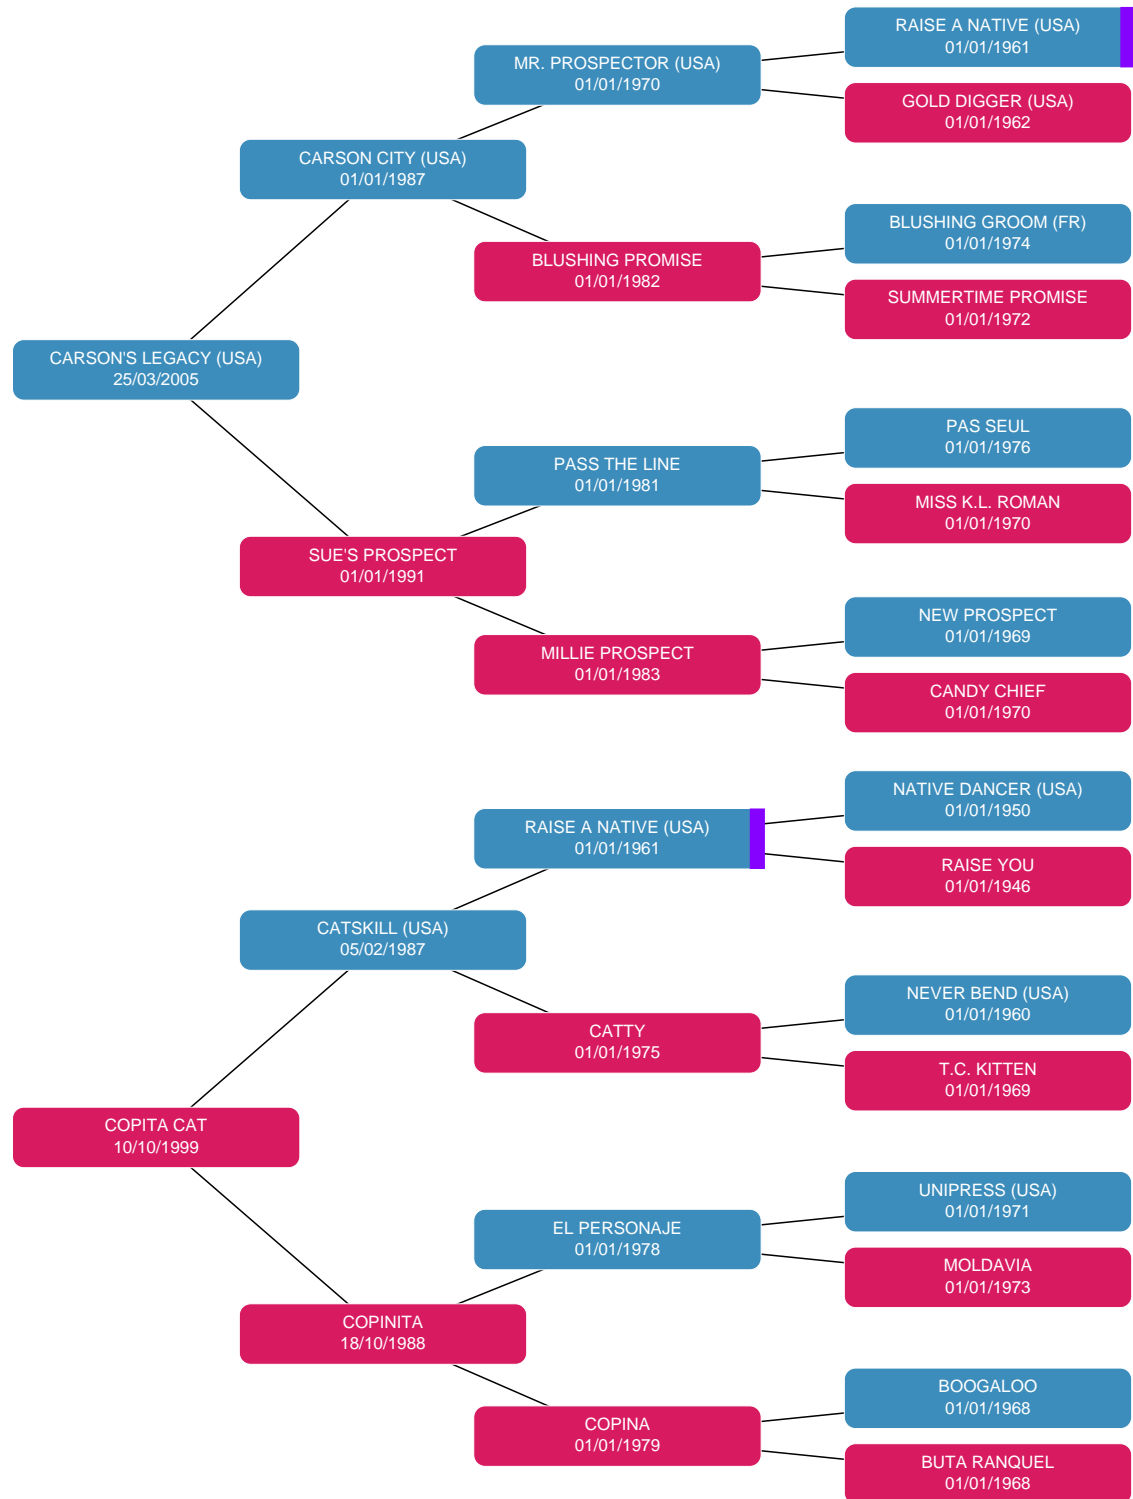 RAISE A NATIVE (USA)
01/01/1961
MR. PROSPECTOR (USA)
01/01/1970
GOLD DIGGER (USA)
01/01/1962
CARSON CITY (USA)
01/01/1987
BLUSHING GROOM (FR)
01/01/1974
BLUSHING PROMISE
01/01/1982
SUMMERTIME PROMISE
01/01/1972
CARSON'S LEGACY (USA)
25/03/2005
PAS SEUL
01/01/1976
PASS THE LINE
01/01/1981
MISS K.L. ROMAN
01/01/1970
SUE'S PROSPECT
01/01/1991
NEW PROSPECT
01/01/1969
MILLIE PROSPECT
01/01/1983
CANDY CHIEF
01/01/1970
NATIVE DANCER (USA)
01/01/1950
RAISE A NATIVE (USA)
01/01/1961
RAISE YOU
01/01/1946
CATSKILL (USA)
05/02/1987
NEVER BEND (USA)
01/01/1960
CATTY
01/01/1975
T.C. KITTEN
01/01/1969
COPITA CAT
10/10/1999
UNIPRESS (USA)
01/01/1971
EL PERSONAJE
01/01/1978
MOLDAVIA
01/01/1973
COPINITA
18/10/1988
BOOGALOO
01/01/1968
COPINA
01/01/1979
BUTA RANQUEL
01/01/1968